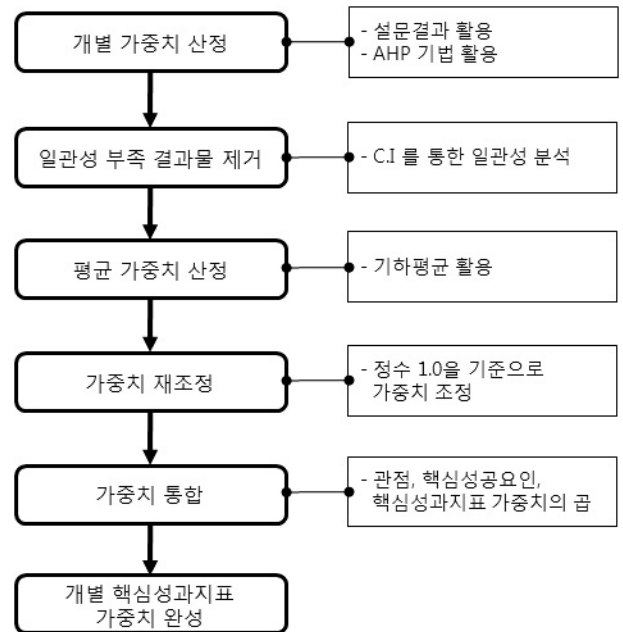 개별 가중치 산정
- 설문결과 활용
- AHP 기법 활용
일관성 부족 결과물 제거
- C.I 를 통한 일관성 분석
평균 가중치 산정
- 기하평균 활용
가중치 재조정
- 정수 1.0을 기준으로
가중치 조정
가중치 통합
- 관점, 핵심성공요인,
핵심성과지표 가중치의 곱
개별 핵심성과지표
가중치 완성